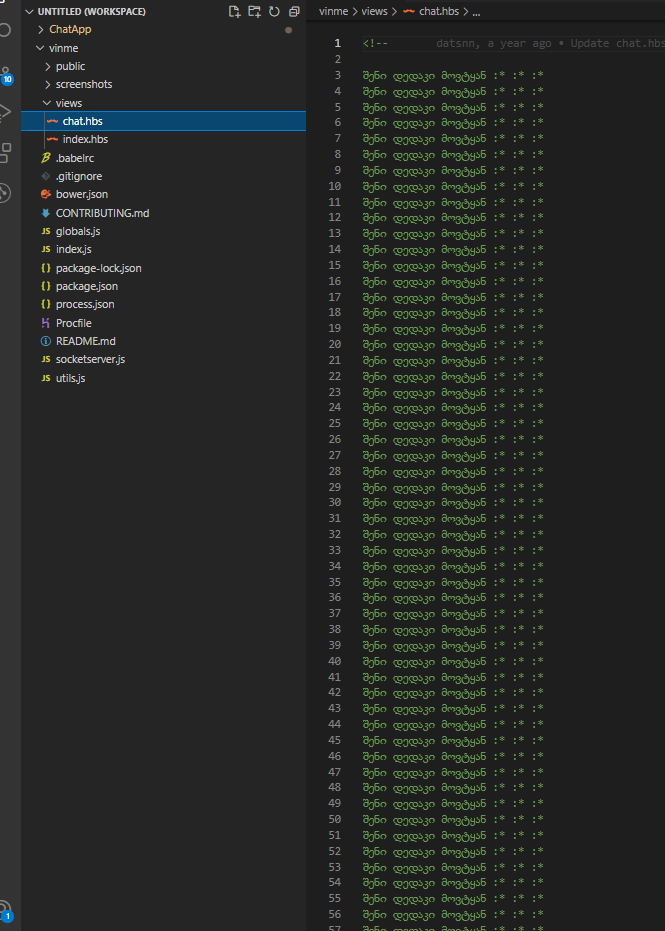 UNTITLED (WORKSPACE)
ChatApp
vinme
public
screenshots
views
chat.hbs
index.hbs
.babelrc
.gitignore
bower.json
CONTRIBUTING.md
JS globals.js
JS index.js
{} package-lock.json
{} package.json
{} process.json
Procfile
README.md
JS socketserver.js
JS utils.js
10
1
vinme > views > chat.hbs > ...
1 <!-- datsnn, a year ago • Update chat.hbs
2
3 შენი დედაკი მოვტყან :* :* :*
4 შენი დედაკი მოვტყან :* :* :*
5 შენი დედაკი მოვტყან :* :* :*
6 შენი დედაკი მოვტყან :* :* :*
7 შენი დედაკი მოვტყან :* :* :*
8 შენი დედაკი მოვტყან :* :* :*
9 შენი დედაკი მოვტყან :* :* :*
10 შენი დედაკი მოვტყან :* :* :*
11 შენი დედაკი მოვტყან :* :* :*
12 შენი დედაკი მოვტყან :* :* :*
13 შენი დედაკი მოვტყან :* :* :*
14 შენი დედაკი მოვტყან :* :* :*
15 შენი დედაკი მოვტყან :* :* :*
16 შენი დედაკი მოვტყან :* :* :*
17 შენი დედაკი მოვტყან :* :* :*
18 შენი დედაკი მოვტყან :* :* :*
19 შენი დედაკი მოვტყან :* :* :*
20 შენი დედაკი მოვტყან :* :* :*
21 შენი დედაკი მოვტყან :* :* :*
22 შენი დედაკი მოვტყან :* :* :*
23 შენი დედაკი მოვტყან :* :* :*
24 შენი დედაკი მოვტყან :* :* :*
25 შენი დედაკი მოვტყან :* :* :*
26 შენი დედაკი მოვტყან :* :* :*
27 შენი დედაკი მოვტყან :* :* :*
28 შენი დედაკი მოვტყან :* :* :*
29 შენი დედაკი მოვტყან :* :* :*
30 შენი დედაკი მოვტყან :* :* :*
31 შენი დედაკი მოვტყან :* :* :*
32 შენი დედაკი მოვტყან :* :* :*
33 შენი დედაკი მოვტყან :* :* :*
34 შენი დედაკი მოვტყან :* :* :*
35 შენი დედაკი მოვტყან :* :* :*
36 შენი დედაკი მოვტყან :* :* :*
37 შენი დედაკი მოვტყან :* :* :*
38 შენი დედაკი მოვტყან :* :* :*
39 შენი დედაკი მოვტყან :* :* :*
40 შენი დედაკი მოვტყან :* :* :*
41 შენი დედაკი მოვტყან :* :* :*
42 შენი დედაკი მოვტყან :* :* :*
43 შენი დედაკი მოვტყან :* :* :*
44 შენი დედაკი მოვტყან :* :* :*
45 შენი დედაკი მოვტყან :* :* :*
46 შენი დედაკი მოვტყან :* :* :*
47 შენი დედაკი მოვტყან :* :* :*
48 შენი დედაკი მოვტყან :* :* :*
49 შენი დედაკი მოვტყან :* :* :*
50 შენი დედაკი მოვტყან :* :* :*
51 შენი დედაკი მოვტყან :* :* :*
52 შენი დედაკი მოვტყან :* :* :*
53 შენი დედაკი მოვტყან :* :* :*
54 შენი დედაკი მოვტყან :* :* :*
55 შენი დედაკი მოვტყან :* :* :*
56 შენი დედაკი მოვტყან :* :* :*
57 შენი დედაკი მოვტყან :* :* :*